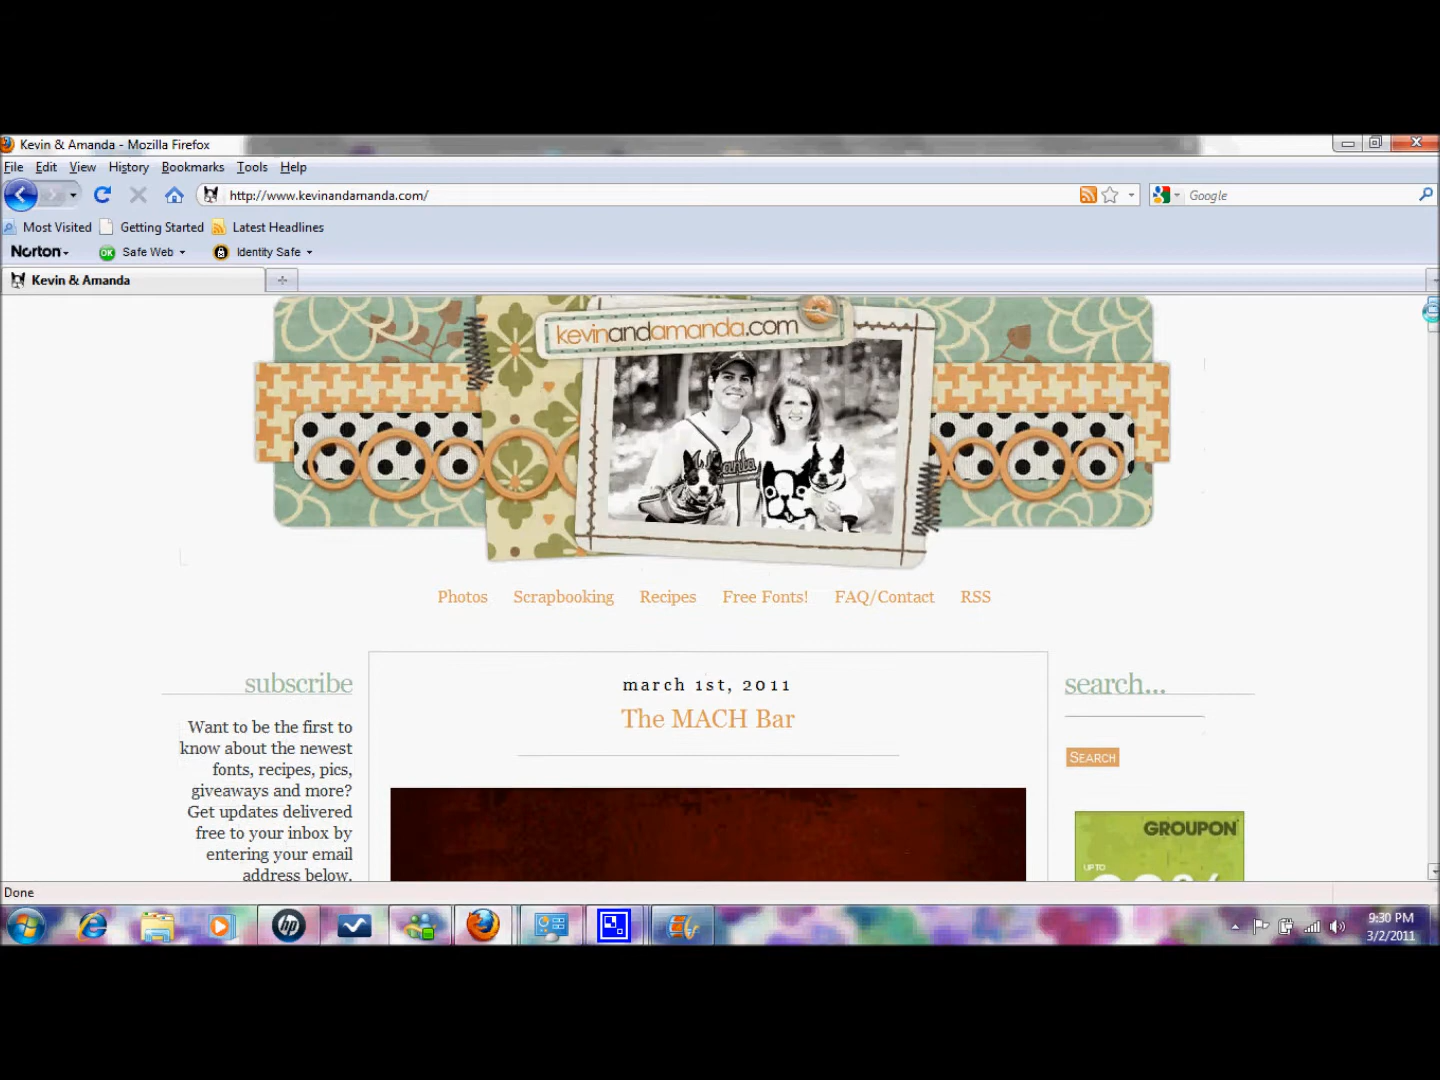 Kevin & Amanda - Mozilla Firefox
File Edit View History Bookmarks Tools Help
http://www.kevinandamanda.com/
Google
Most Visited Getting Started Latest Headlines
Norton Safe Web Identity Safe
OK
Kevin & Amanda
kevinandamanda.com
Photos Scrapbooking Recipes Free Fonts! FAQ/Contact RSS
subscribe
Want to be the first to
know about the newest
fonts, recipes, pics,
giveaways and more?
Get updates delivered
free to your inbox by
entering your email
address below.
march 1st, 2011
The MACH Bar
search...
SEARCH
GROUPON
UP TO
Done
hp
9:30 PM
3/2/2011